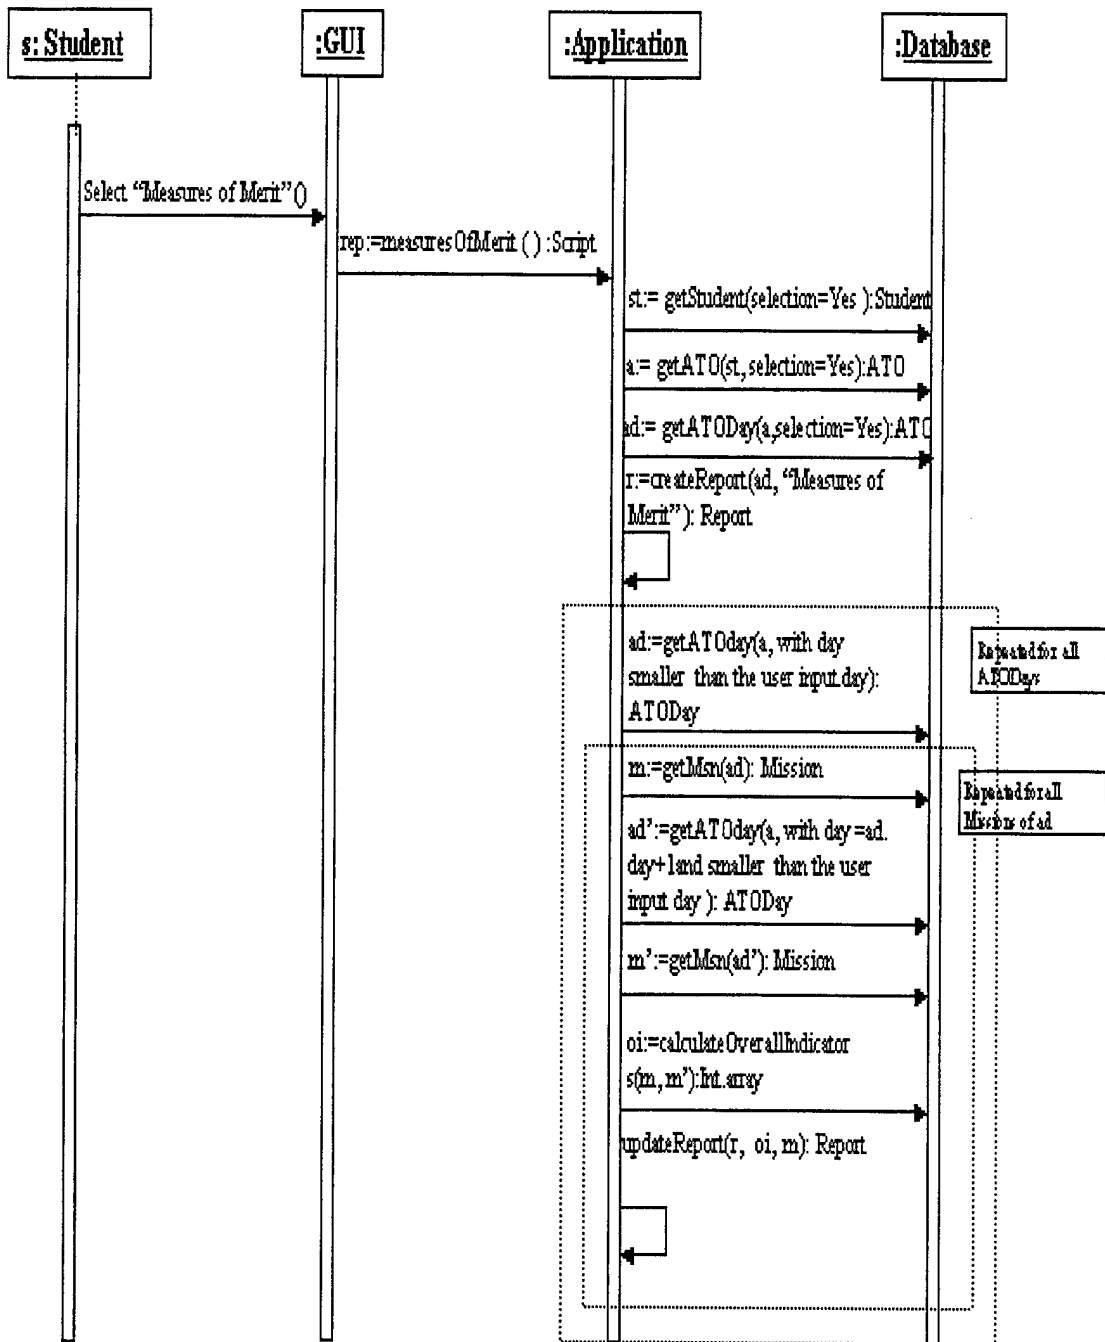 s: Student
:GUI
:Application
:Database
Select “Measures of Merit”()
rep:=measuresOfMerit ( ) :Script
st:= getStudent(selection=Yes ):Student
a:= getATO(st, selection=Yes):ATO
ad:= getATODay(a,selection=Yes):ATO
r:=createReport(ad, “Measures of
Merit” ): Report
ad:=getATOday(a, with day
smaller than the user input.day):
ATODay
Repeated for all
ATODays
m:=getMsn(ad): Mission
Repeated for all
Missions of ad
ad’:=getATOday(a, with day =ad.
day+1and smaller than the user
input day ): ATODay
m’:=getMsn(ad’): Mission
oi:=calculateOverallIndicator
s(m, m’):Int.array
updateReport(r, oi, m): Report